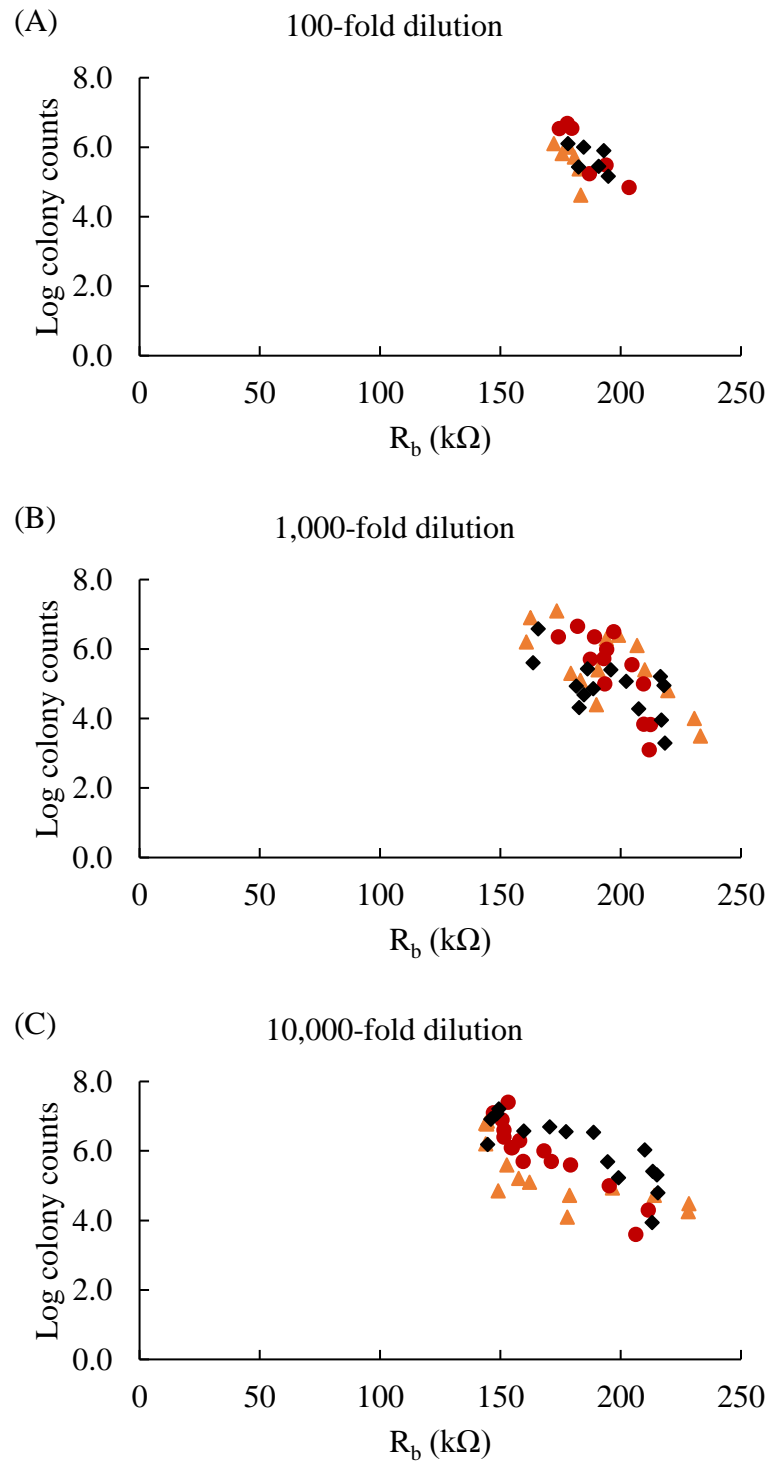 (A)
100-fold dilution
Log colony counts
8.0
6.0
4.0
2.0
0.0
0 50 100 150 200 250
R_b (kΩ)
(B)
1,000-fold dilution
Log colony counts
8.0
6.0
4.0
2.0
0.0
0 50 100 150 200 250
R_b (kΩ)
(C)
10,000-fold dilution
Log colony counts
8.0
6.0
4.0
2.0
0.0
0 50 100 150 200 250
R_b (kΩ)